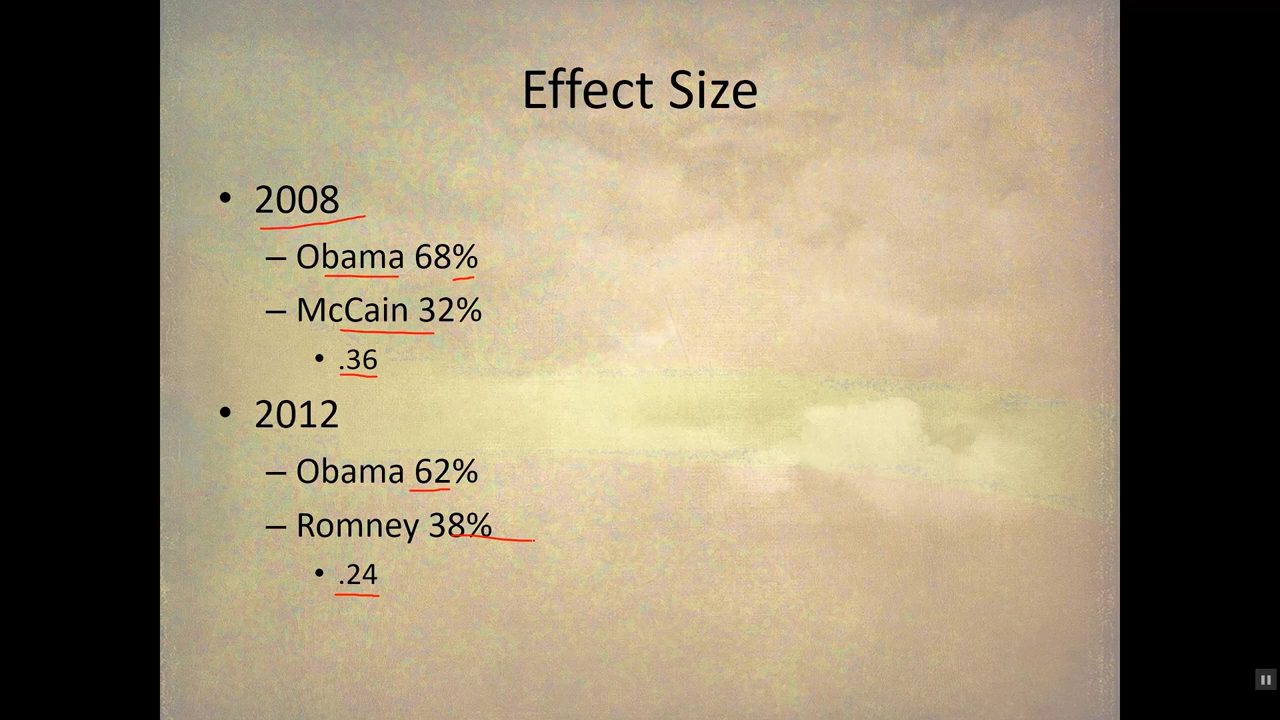 Effect Size
• 2008
– Obama 68%
– McCain 32%
• .36
• 2012
– Obama 62%
– Romney 38%
• .24